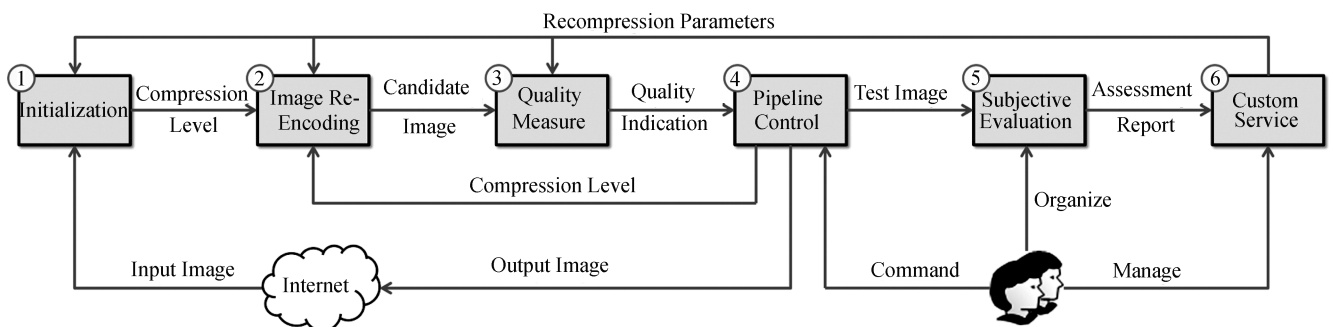 Recompression Parameters
1
Initialization
Compression
Level
2
Image Re-
Encoding
Candidate
Image
3
Quality
Measure
Quality
Indication
4
Pipeline
Control
Test Image
5
Subjective
Evaluation
Assessment
Report
6
Custom
Service
Compression Level
Organize
Input Image
Internet
Output Image
Command
Manage